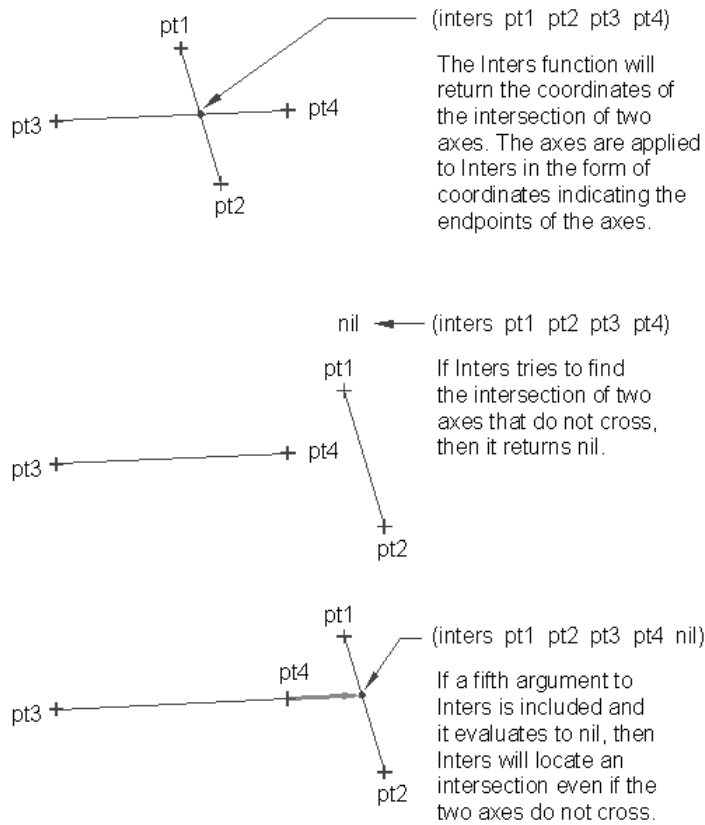 pt1
(inters pt1 pt2 pt3 pt4)
The Inters function will
return the coordinates of
the intersection of two
axes. The axes are applied
to Inters in the form of
coordinates indicating the
endpoints of the axes.
pt3
pt4
pt2
nil
(inters pt1 pt2 pt3 pt4)
pt1
If Inters tries to find
the intersection of two
axes that do not cross,
then it returns nil.
pt3
pt4
pt2
pt1
(inters pt1 pt2 pt3 pt4 nil)
pt4
If a fifth argument to
Inters is included and
it evaluates to nil, then
Inters will locate an
intersection even if the
two axes do not cross.
pt3
pt2